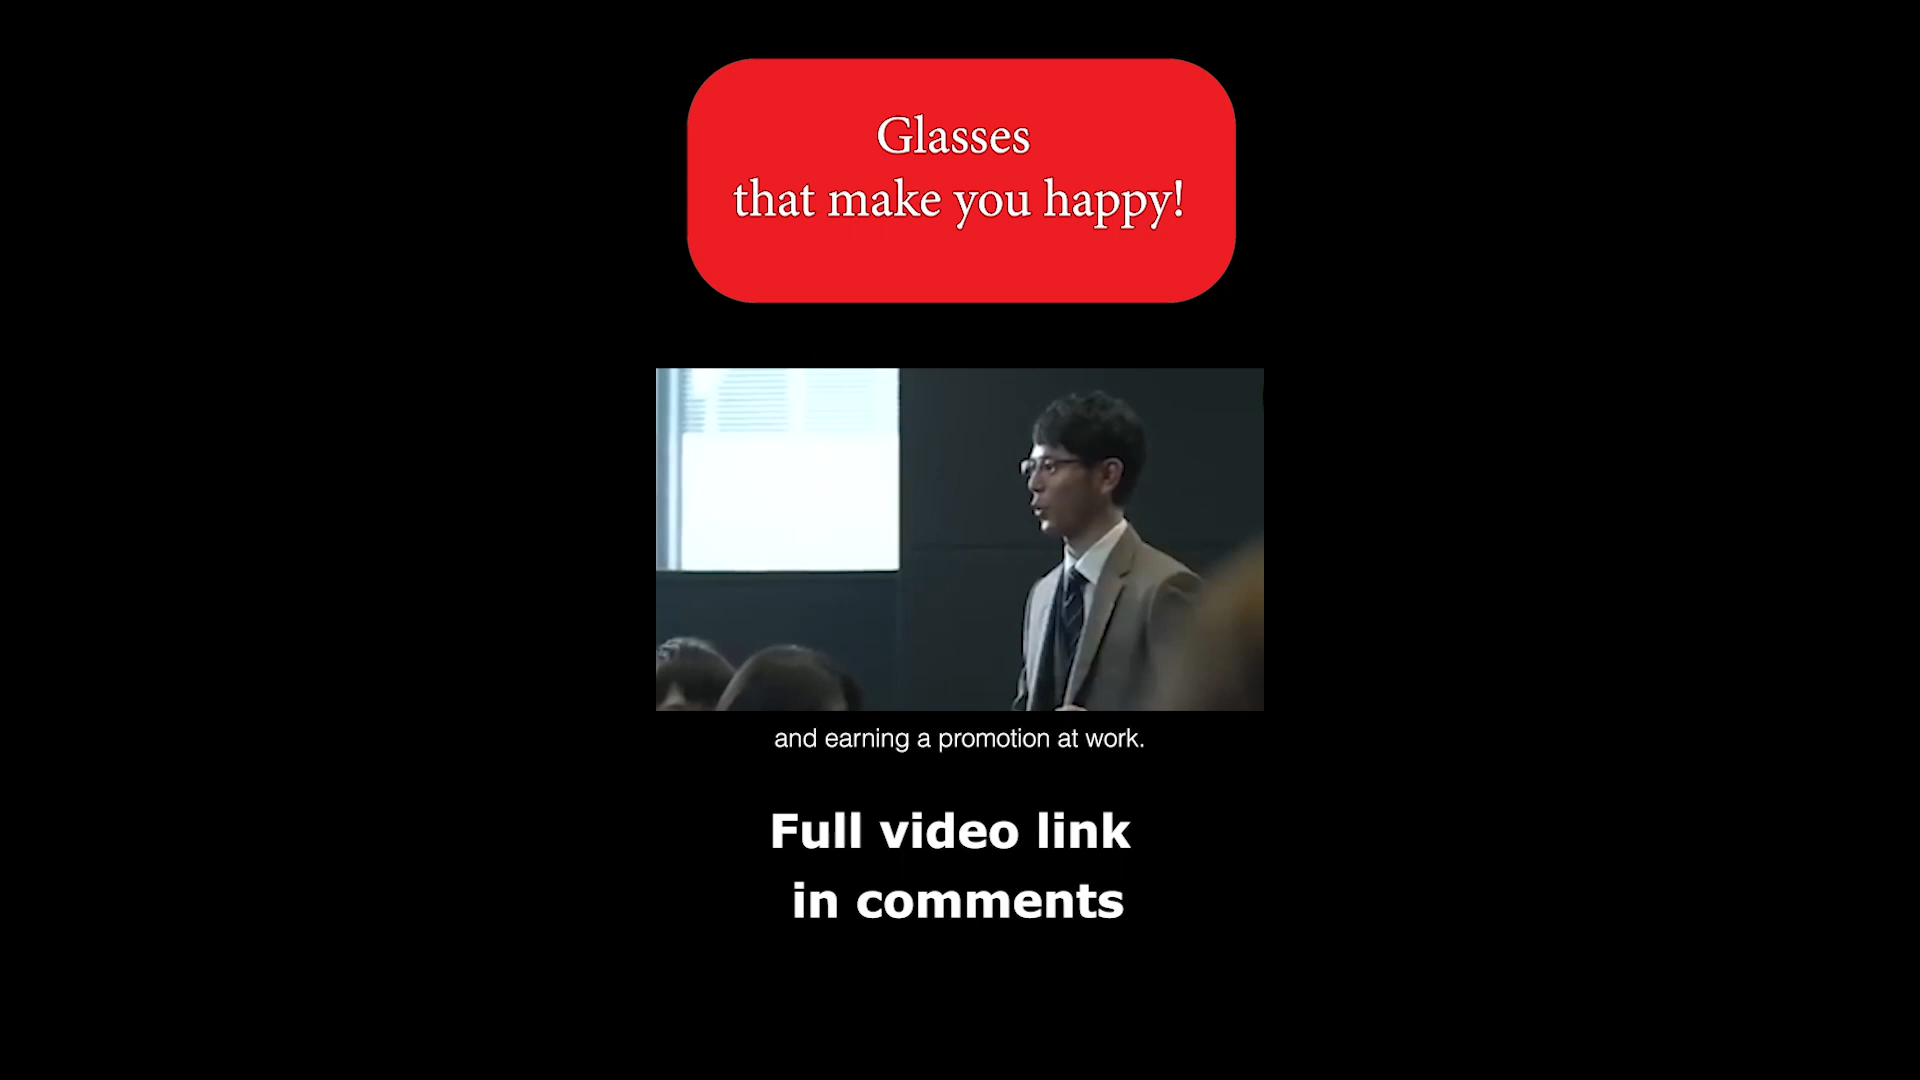 Glasses
that make you happy!
and earning a promotion at work.
Full video link
in comments